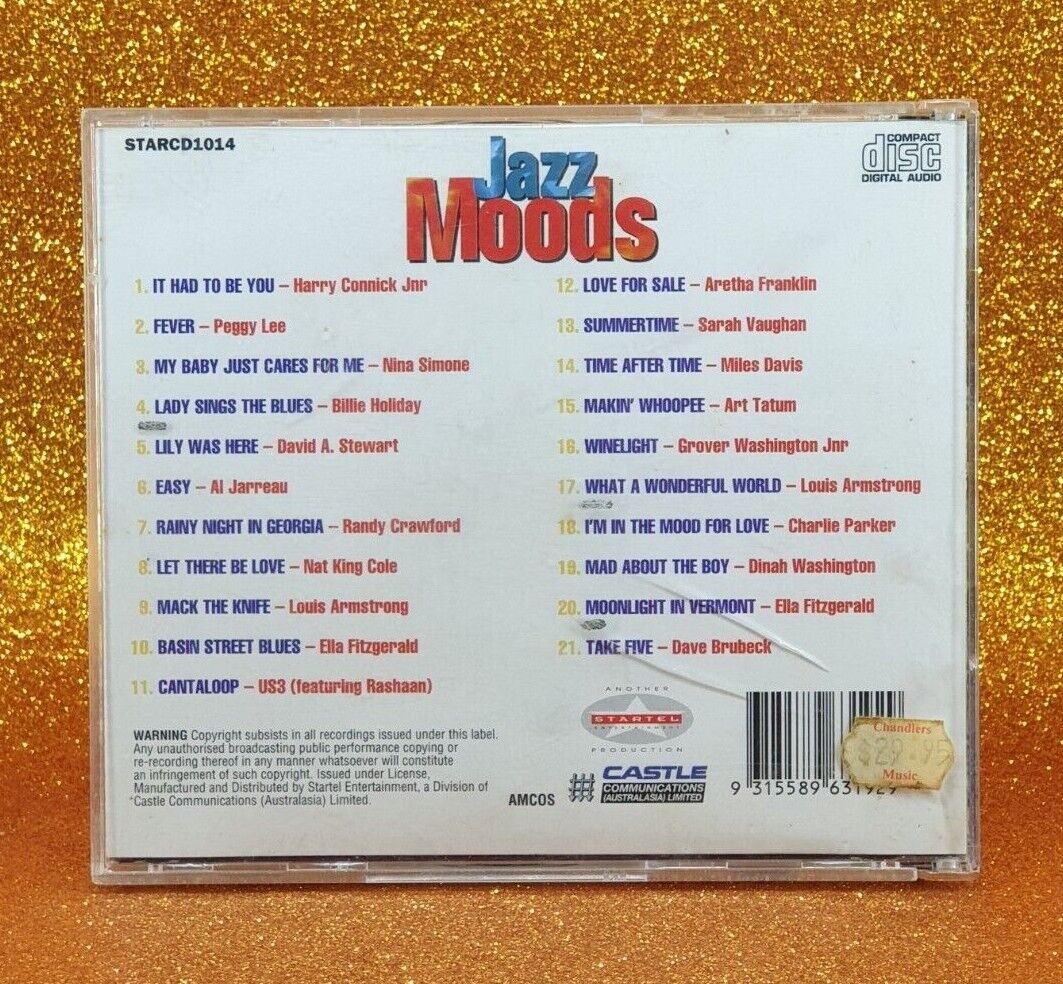 STARCD1014
Jazz
Moods
COMPACT
disc
DIGITAL AUDIO
1. IT HAD TO BE YOU – Harry Connick Jnr
2. FEVER – Peggy Lee
3. MY BABY JUST CARES FOR ME – Nina Simone
4. LADY SINGS THE BLUES – Billie Holiday
5. LILY WAS HERE – David A. Stewart
6. EASY – Al Jarreau
7. RAINY NIGHT IN GEORGIA – Randy Crawford
8. LET THERE BE LOVE – Nat King Cole
9. MACK THE KNIFE – Louis Armstrong
10. BASIN STREET BLUES – Ella Fitzgerald
11. CANTALOOP – US3 (featuring Rashaan)
12. LOVE FOR SALE – Aretha Franklin
13. SUMMERTIME – Sarah Vaughan
14. TIME AFTER TIME – Miles Davis
15. MAKIN' WHOOPEE – Art Tatum
16. WINELIGHT – Grover Washington Jnr
17. WHAT A WONDERFUL WORLD – Louis Armstrong
18. I'M IN THE MOOD FOR LOVE – Charlie Parker
19. MAD ABOUT THE BOY – Dinah Washington
20. MOONLIGHT IN VERMONT – Ella Fitzgerald
21. TAKE FIVE – Dave Brubeck
WARNING Copyright subsists in all recordings issued under this label.
Any unauthorised broadcasting public performance copying or
re-recording thereof in any manner whatsoever will constitute
an infringement of such copyright. Issued under License,
Manufactured and Distributed by Startel Entertainment, a Division of
Castle Communications (Australasia) Limited.
AMCOS
ANOTHER
STARTEL
ENTERTAINMENT
PRODUCTION
CASTLE
COMMUNICATIONS
(AUSTRALASIA) LIMITED
Chandlers
$29.95
Music
9 315589 631929